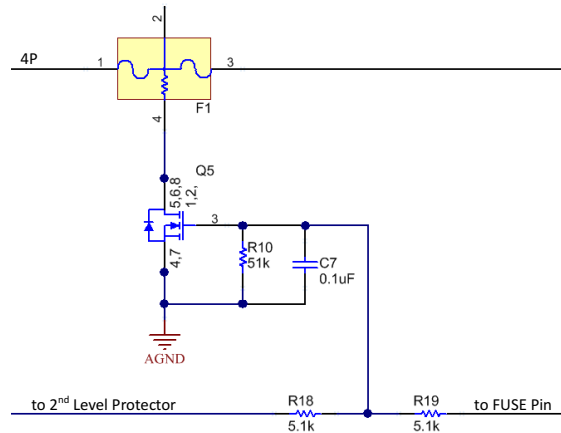 2
4P
1
3
F1
4
Q5
5,6,8
1,2,
3
4,7
R10
51k
C7
0.1uF
AGND
to 2nd Level Protector
R18
5.1k
R19
5.1k
to FUSE Pin